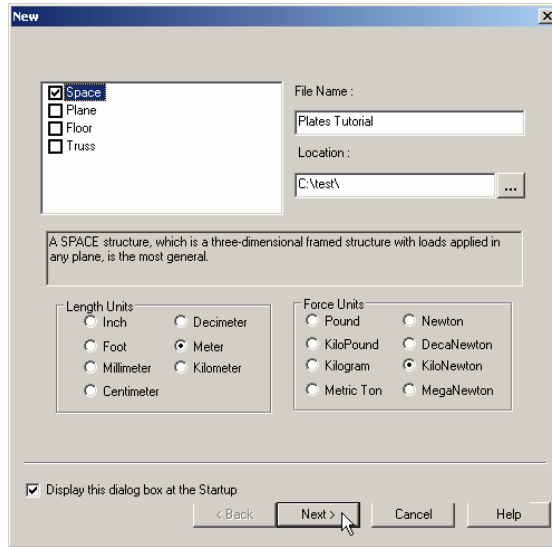 New
Space
Plane
Floor
Truss
File Name :
Plates Tutorial
Location :
C:\test\
...
A SPACE structure, which is a three-dimensional framed structure with loads applied in
any plane, is the most general.
Length Units
Inch
Decimeter
Foot
Meter
Millimeter
Kilometer
Centimeter
Force Units
Pound
Newton
KiloPound
DecaNewton
Kilogram
KiloNewton
Metric Ton
MegaNewton
Display this dialog box at the Startup
< Back
Next >
Cancel
Help